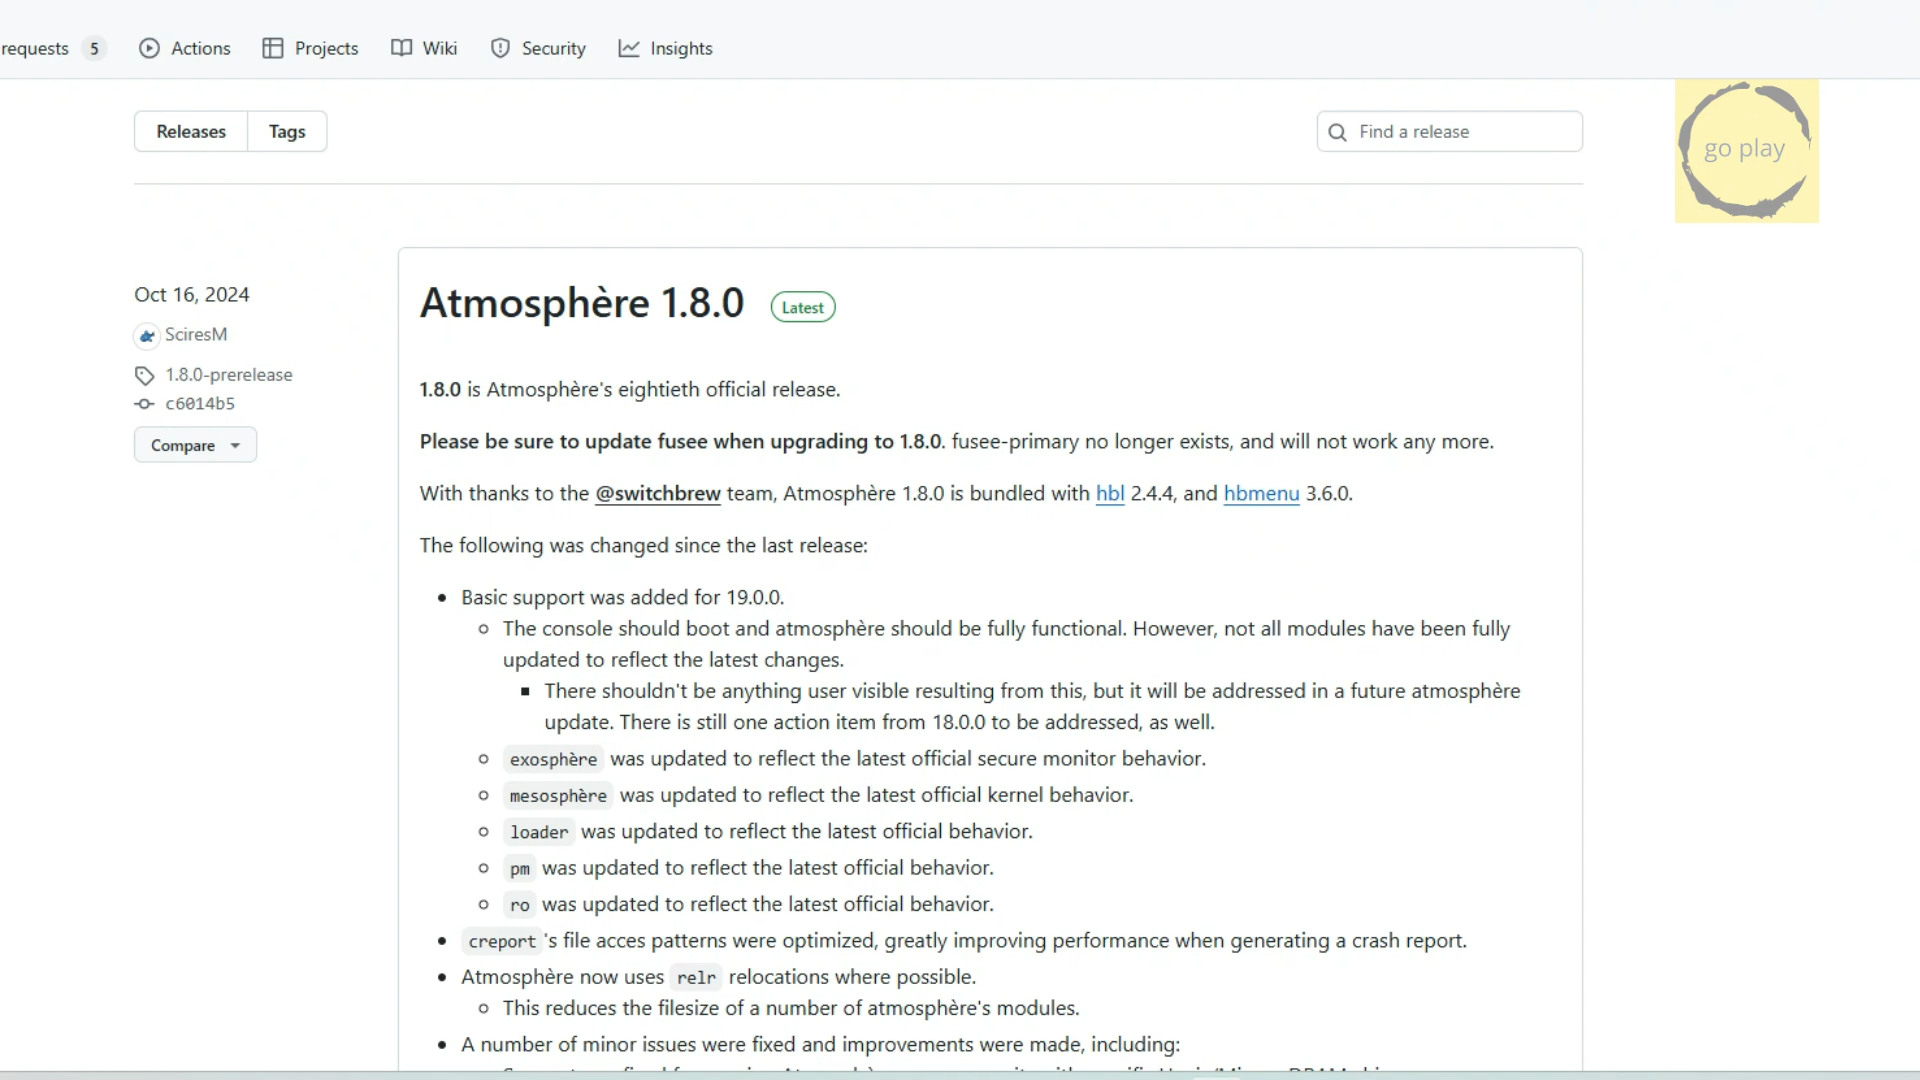 requests 5 Actions Projects Wiki Security Insights
Releases Tags
Find a release
go play
Oct 16, 2024
SciresM
1.8.0-prerelease
c6014b5
Compare
Atmosphère 1.8.0 Latest
1.8.0 is Atmosphère's eightieth official release.
Please be sure to update fusee when upgrading to 1.8.0. fusee-primary no longer exists, and will not work any more.
With thanks to the @switchbrew team, Atmosphère 1.8.0 is bundled with hbl 2.4.4, and hbmenu 3.6.0.
The following was changed since the last release:
• Basic support was added for 19.0.0.
◦ The console should boot and atmosphère should be fully functional. However, not all modules have been fully
updated to reflect the latest changes.
▪ There shouldn't be anything user visible resulting from this, but it will be addressed in a future atmosphère
update. There is still one action item from 18.0.0 to be addressed, as well.
◦ exosphère was updated to reflect the latest official secure monitor behavior.
◦ mesosphère was updated to reflect the latest official kernel behavior.
◦ loader was updated to reflect the latest official behavior.
◦ pm was updated to reflect the latest official behavior.
◦ ro was updated to reflect the latest official behavior.
• creport's file acces patterns were optimized, greatly improving performance when generating a crash report.
• Atmosphère now uses relr relocations where possible.
◦ This reduces the filesize of a number of atmosphère's modules.
• A number of minor issues were fixed and improvements were made, including: